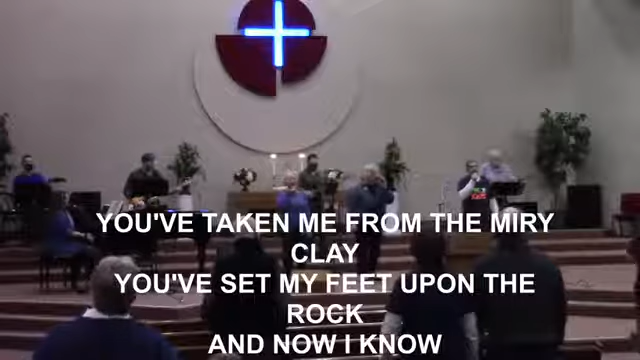 YOU'VE TAKEN ME FROM THE MIRY
CLAY
YOU'VE SET MY FEET UPON THE
ROCK
AND NOW I KNOW